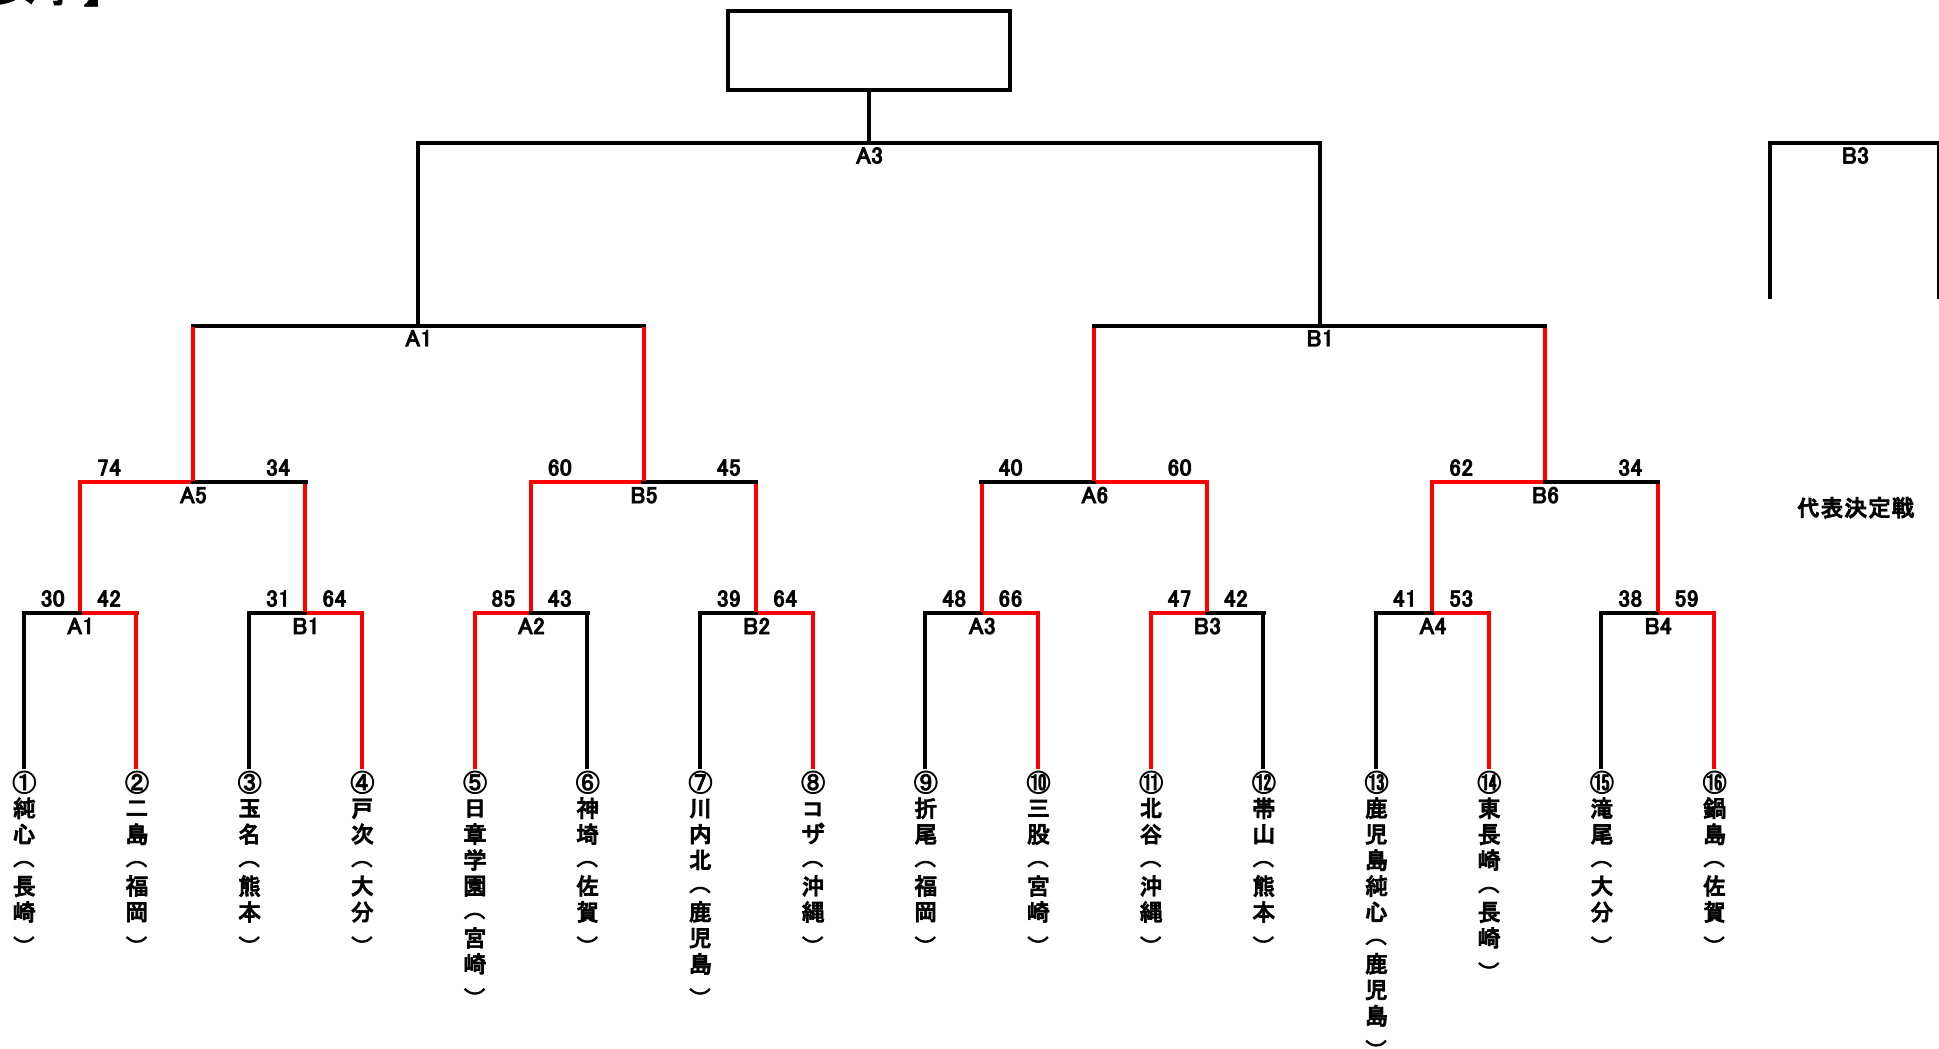 】
A3
B3
A1
B1
74 34
A5
60 45
B5
40 60
A6
62 34
B6
代表決定戦
30 42
A1
31 64
B1
85 43
A2
39 64
B2
48 66
A3
47 42
B3
41 53
A4
38 59
B4
①純心（長崎）
②二島（福岡）
③玉名（熊本）
④戸次（大分）
⑤日章学園（宮崎）
⑥神埼（佐賀）
⑦川内北（鹿児島）
⑧コザ（沖縄）
⑨折尾（福岡）
⑩三股（宮崎）
⑪北谷（沖縄）
⑫帯山（熊本）
⑬鹿児島純心（鹿児島）
⑭東長崎（長崎）
⑮滝尾（大分）
⑯鍋島（佐賀）